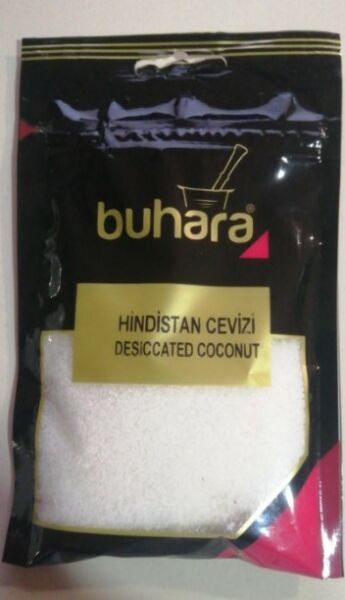 buhara®
HİNDİSTAN CEVİZİ
DESICCATED COCONUT